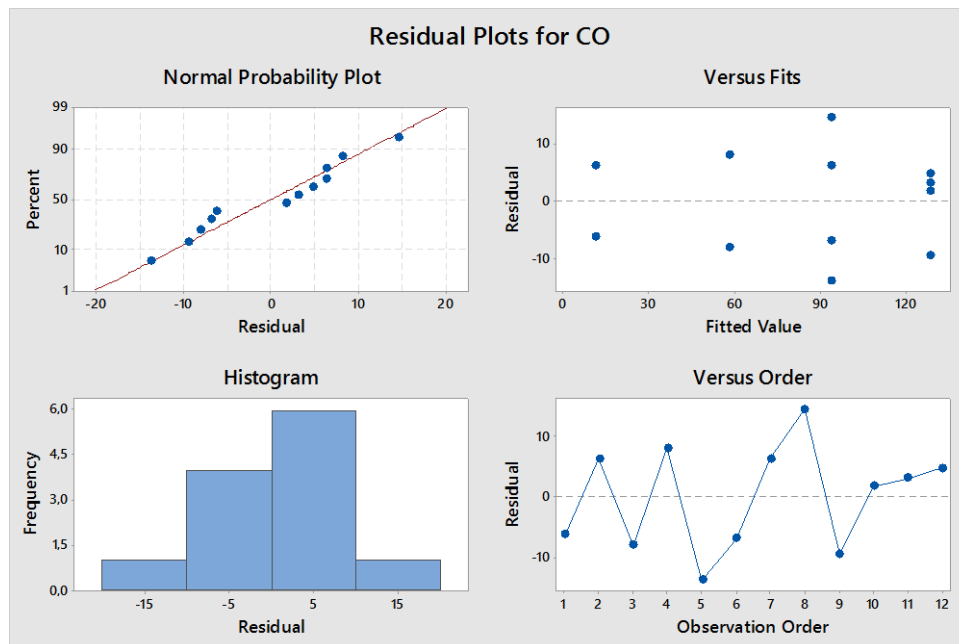 Residual Plots for CO
Normal Probability Plot
Percent
99
90
50
10
1
-20 -10 0 10 20
Residual
Versus Fits
Residual
10
0
-10
0 30 60 90 120
Fitted Value
Histogram
Frequency
6,0
4,5
3,0
1,5
0,0
-15 -5 5 15
Residual
Versus Order
Residual
10
0
-10
1 2 3 4 5 6 7 8 9 10 11 12
Observation Order